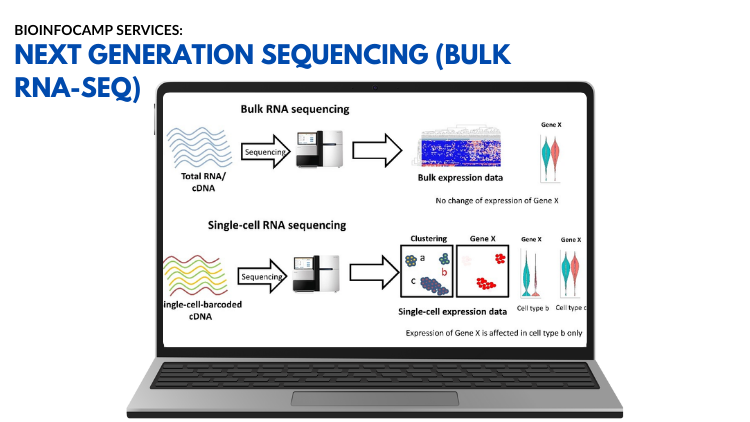 BIOINFOCAMP SERVICES:
NEXT GENERATION SEQUENCING (BULK
RNA-SEQ)
Bulk RNA sequencing
Total RNA/
cDNA
Sequencing
Bulk expression data
Gene X
No change of expression of Gene X
Single-cell RNA sequencing
ingle-cell-barcoded
cDNA
Sequencing
Clustering
a
b
c
Gene X
Single-cell expression data
Gene X
Cell type b
Gene X
Cell type c
Expression of Gene X is affected in cell type b only